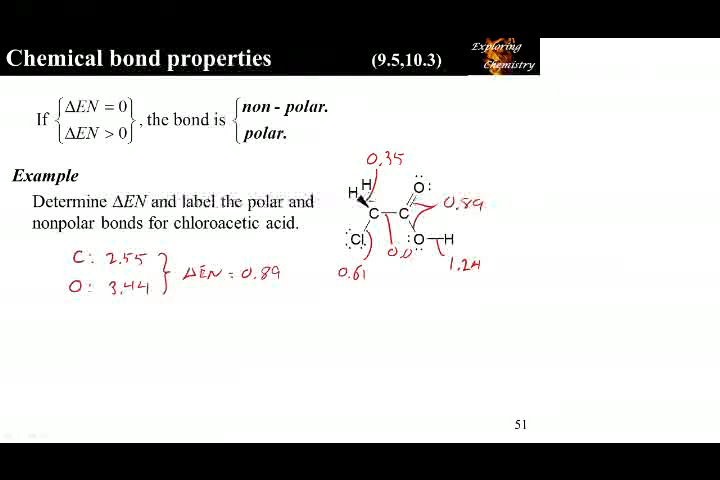 Chemical bond properties (9.5,10.3) Exploring Chemistry
If { ΔEN = 0 ΔEN > 0 }, the bond is { non - polar. polar.
Example
Determine ΔEN and label the polar and
nonpolar bonds for chloroacetic acid.
C: 2.55
O: 3.44
ΔEN = 0.89
0.35
H H O
C C 0.89
Cl O H
0.61 0.0 1.24
51